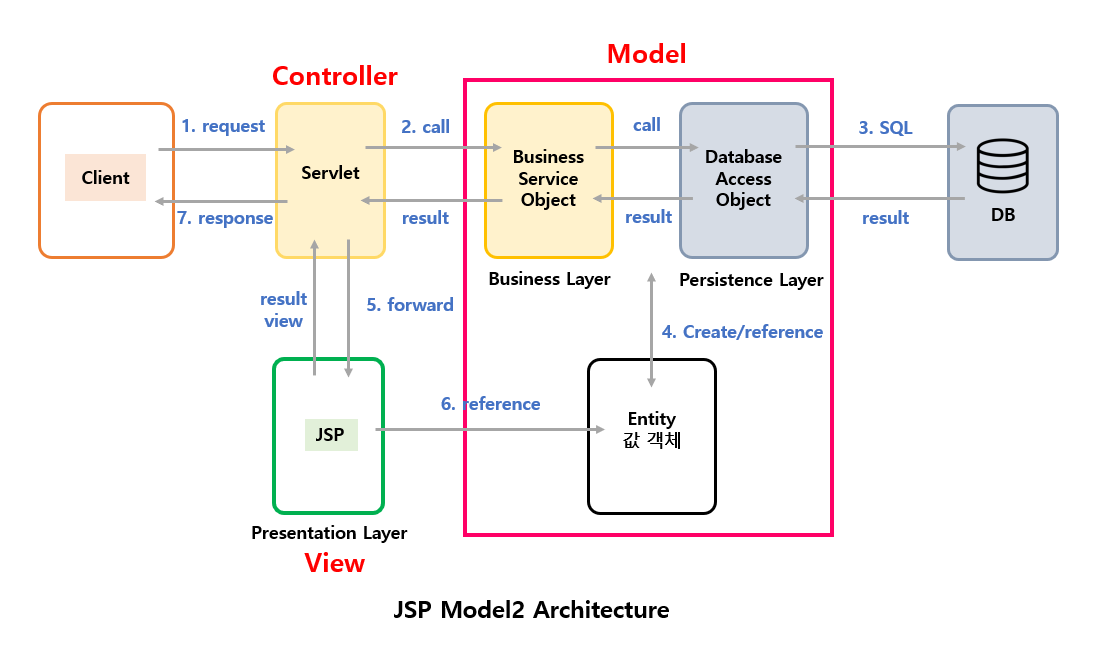 Model
Controller
1. request
2. call
call
3. SQL
Client
Servlet
Business
Service
Object
Database
Access
Object
DB
7. response
result
result
result
Business Layer
Persistence Layer
result
view
5. forward
4. Create/reference
6. reference
JSP
Entity
값 객체
Presentation Layer
View
JSP Model2 Architecture